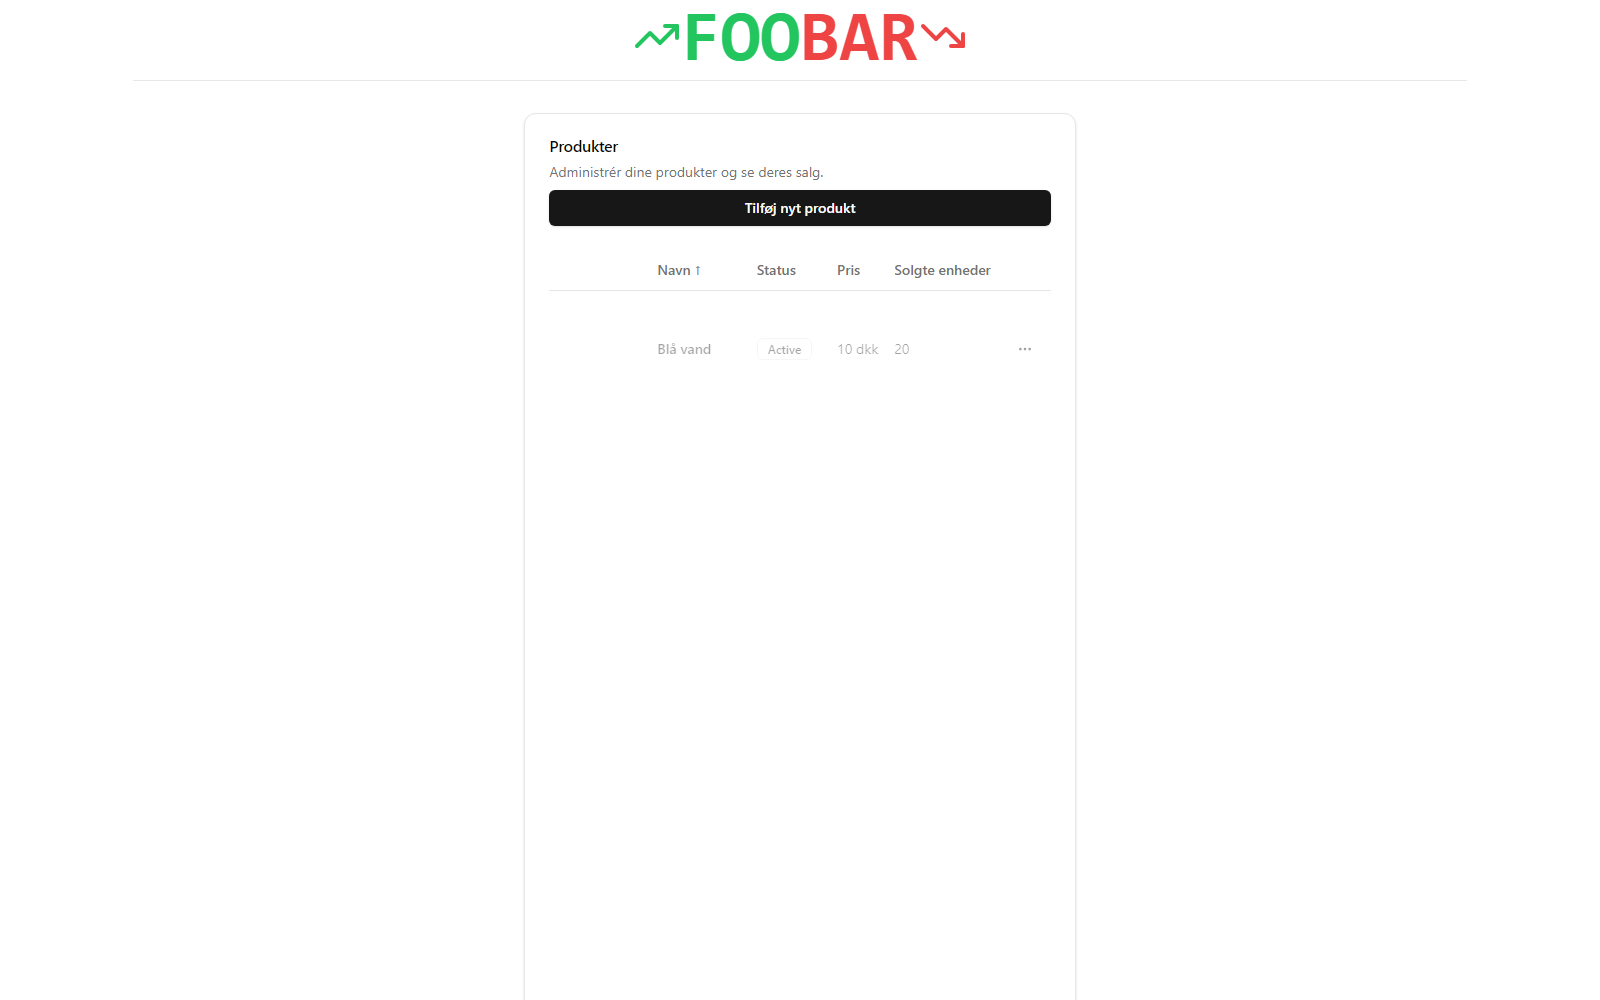 FOOBAR
Produkter
Administrér dine produkter og se deres salg.
Tilføj nyt produkt
Navn ↑ Status Pris Solgte enheder
Blå vand Active 10 dkk 20 ···